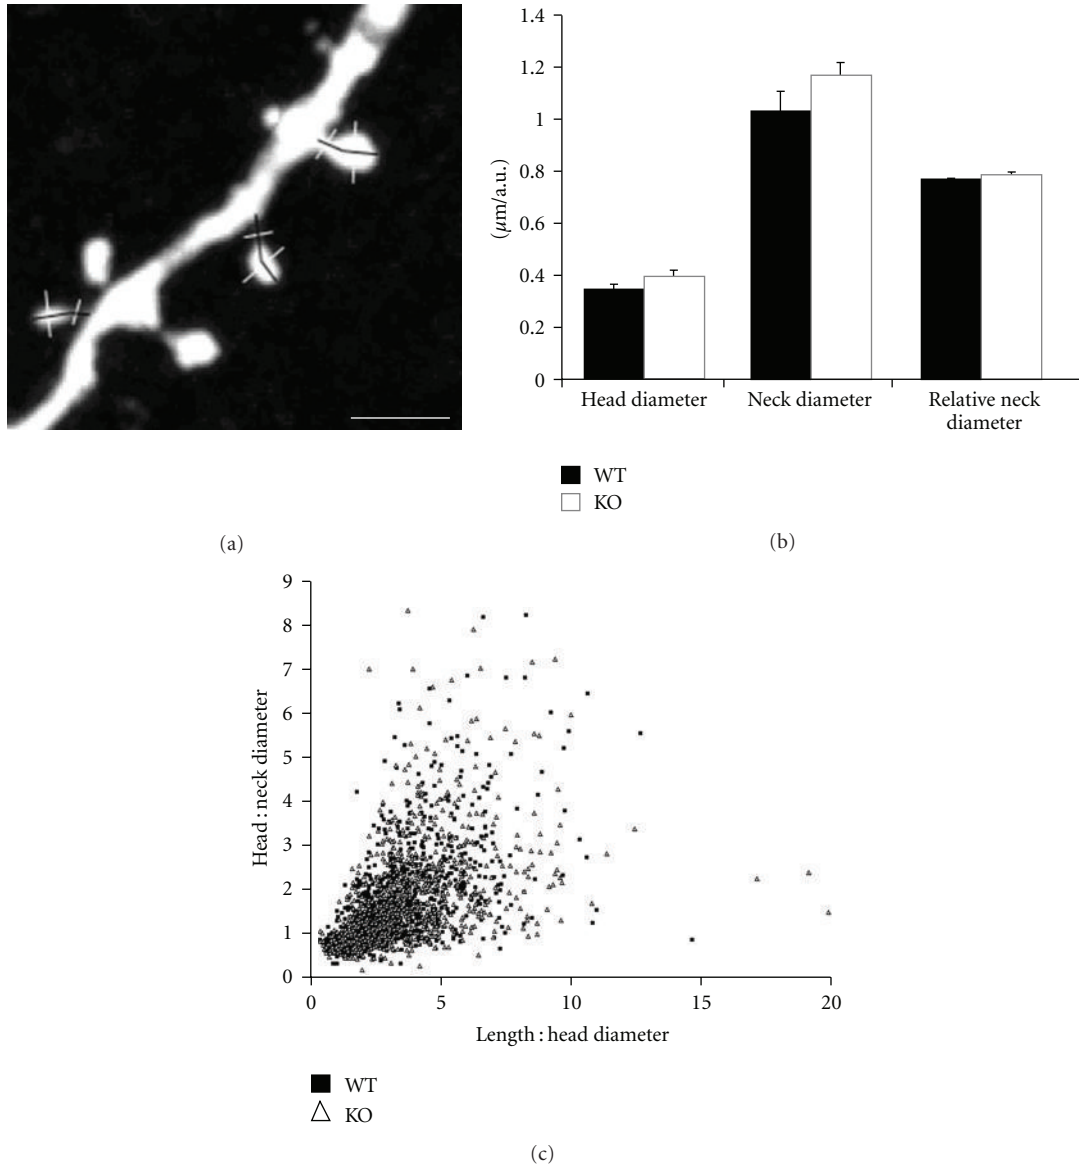 1.4
1.2
1
0.8
0.6
0.4
0.2
0
(μm/a.u.)
Head diameter
Neck diameter
Relative neck
diameter
WT
KO
(a)
(b)
9
8
7
6
5
4
3
2
1
0
Head : neck diameter
0
5
10
15
20
Length : head diameter
WT
KO
(c)